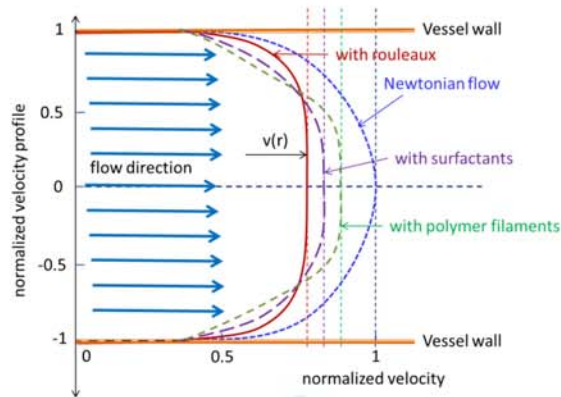 1
Vessel wall
with rouleaux
Newtonian flow
0.5
v(r)
flow direction
with surfactants
0
with polymer filaments
-0.5
-1
Vessel wall
0
0.5
1
normalized velocity
normalized velocity profile